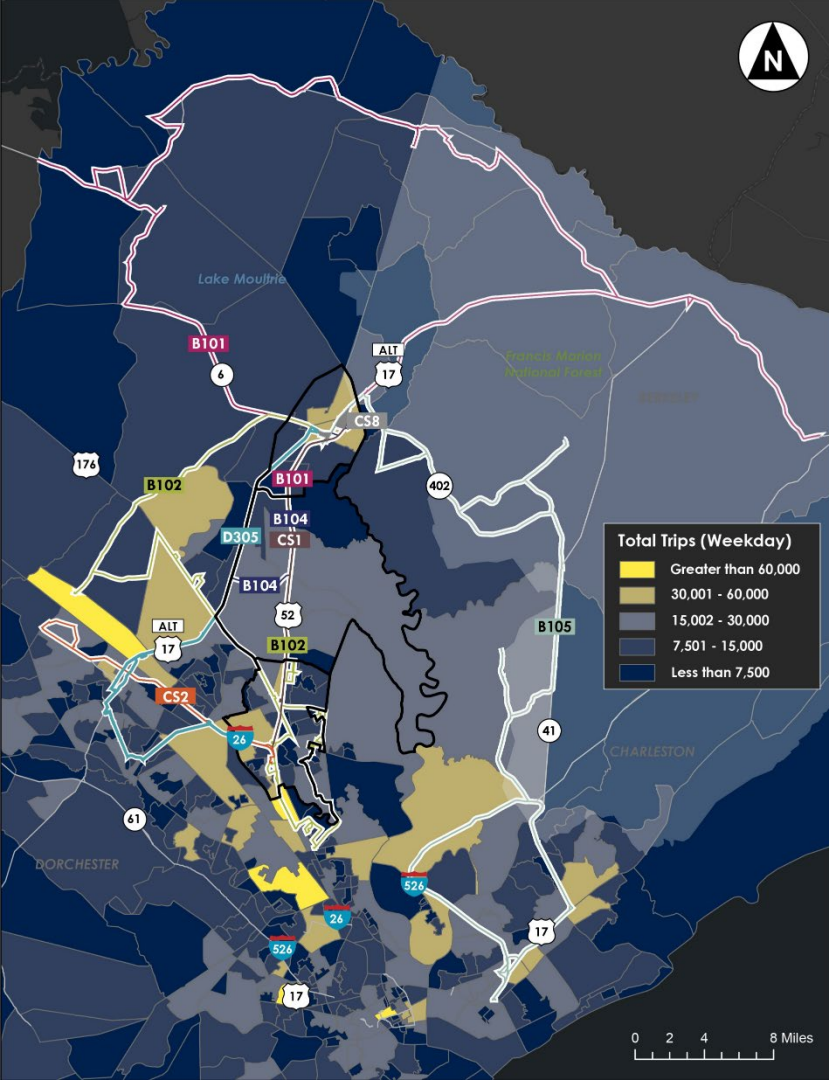 N
Lake Moultrie
B101
ALT
17
6
Francis Marion
National Forest
BERKELEY
CS8
176
B102
B101
402
B104
D305
CS1
Total Trips (Weekday)
Greater than 60,000
30,001 - 60,000
15,002 - 30,000
7,501 - 15,000
Less than 7,500
B104
52
ALT
17
B105
B102
CS2
26
41
CHARLESTON
61
DORCHESTER
526
26
17
526
17
0 2 4 8 Miles